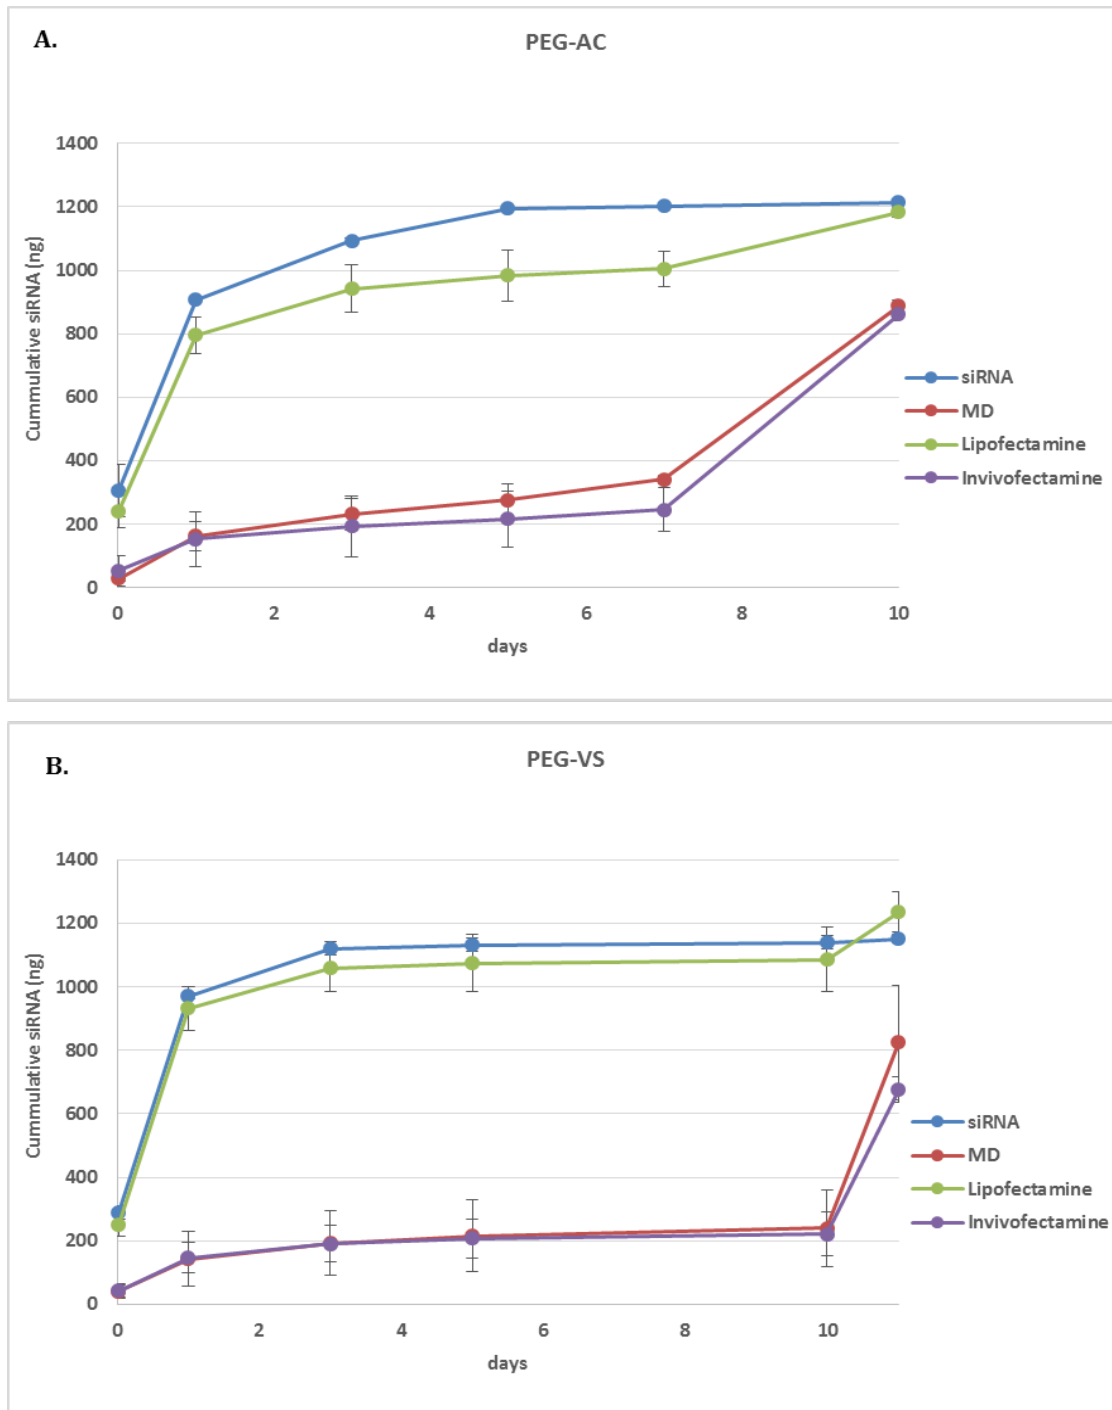 A.
PEG-AC
1400
1200
1000
800
600
400
200
0
Cummulative siRNA (ng)
0 2 4 6 8 10
days
siRNA
MD
Lipofectamine
Invivofectamine
B.
PEG-VS
1400
1200
1000
800
600
400
200
0
Cummulative siRNA (ng)
0 2 4 6 8 10
days
siRNA
MD
Lipofectamine
Invivofectamine